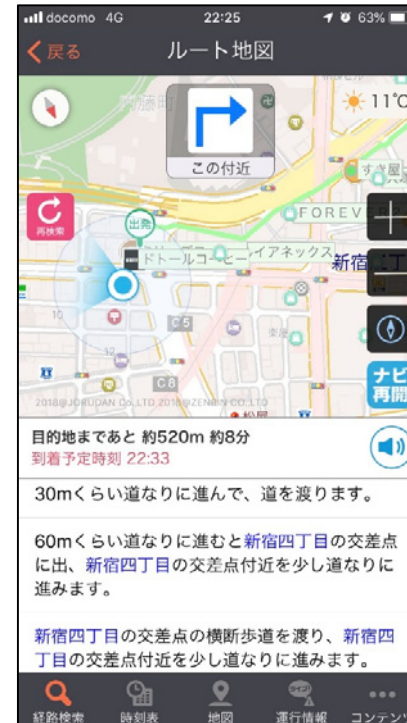 docomo 4G 22:25 63%
戻る ルート地図
11℃
この付近
再検索
出発
FOREV
ドトールコーヒー
イアネックス
新宿
10
12
C5
C8
2018@JORUDAN Co.,LTD 2018@ZENRIN CO.,LTD
ナビ
再開
目的地まであと 約520m 約8分
到着予定時刻 22:33
30mくらい道なりに進んで、道を渡ります。
60mくらい道なりに進むと新宿四丁目の交差点
に出、新宿四丁目の交差点付近を少し道なりに
進みます。
新宿四丁目の交差点の横断歩道を渡り、新宿四
丁目の交差点付近を少し道なりに進みます。
経路検索 時刻表 地図 運行情報 コンテンツ